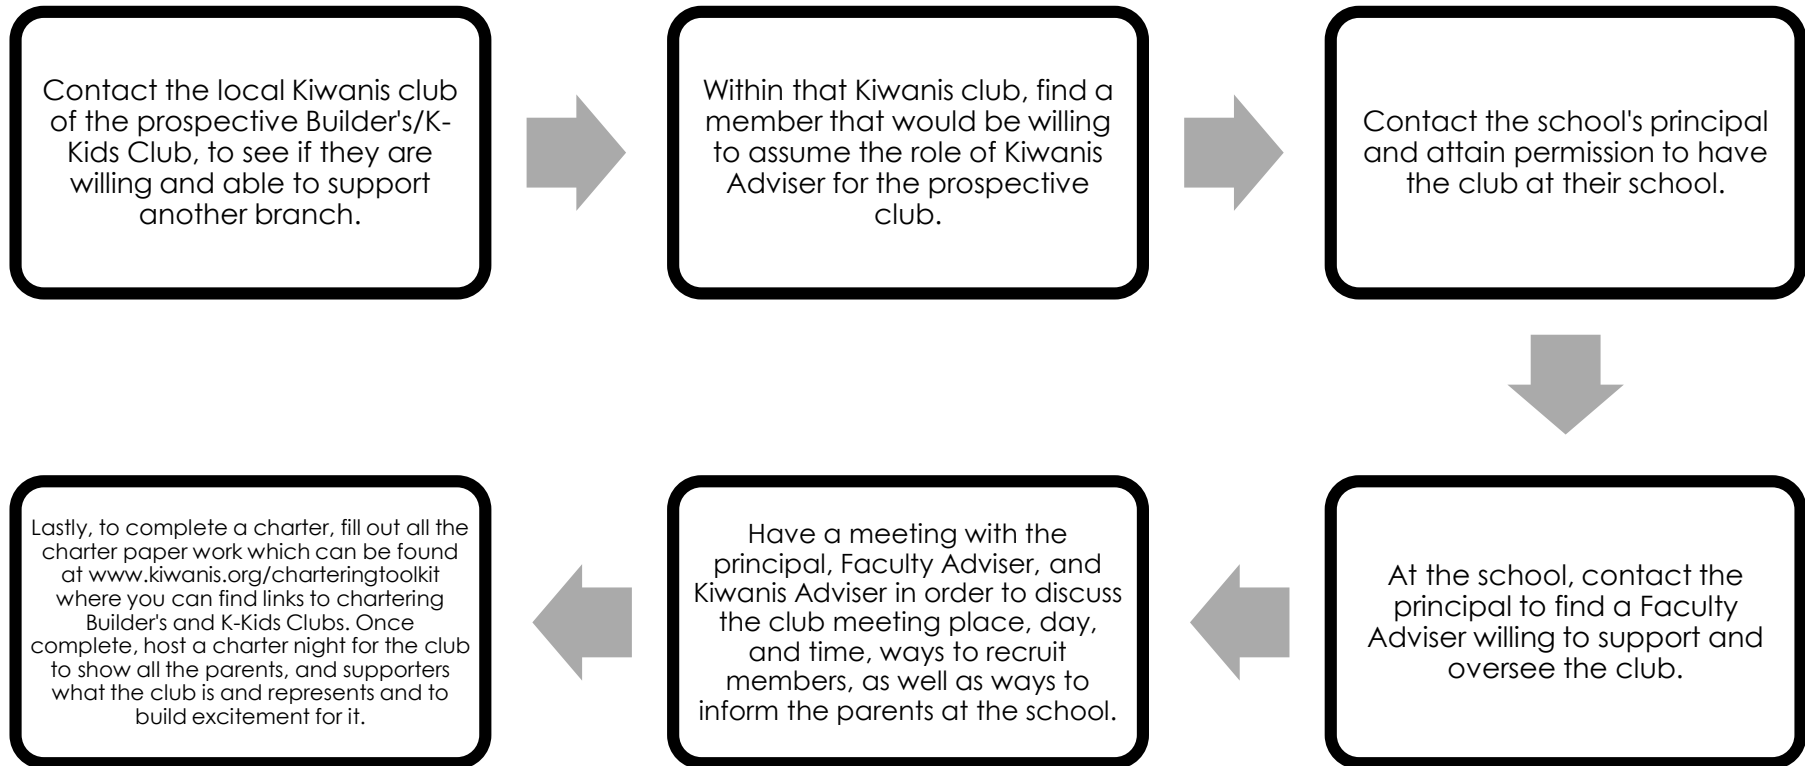 Contact the local Kiwanis club
of the prospective Builder's/K-
Kids Club, to see if they are
willing and able to support
another branch.
Within that Kiwanis club, find a
member that would be willing
to assume the role of Kiwanis
Adviser for the prospective
club.
Contact the school's principal
and attain permission to have
the club at their school.
At the school, contact the
principal to find a Faculty
Adviser willing to support and
oversee the club.
Have a meeting with the
principal, Faculty Adviser, and
Kiwanis Adviser in order to discuss
the club meeting place, day,
and time, ways to recruit
members, as well as ways to
inform the parents at the school.
Lastly, to complete a charter, fill out all the
charter paper work which can be found
at www.kiwanis.org/charteringtoolkit
where you can find links to chartering
Builder's and K-Kids Clubs. Once
complete, host a charter night for the club
to show all the parents, and supporters
what the club is and represents and to
build excitement for it.